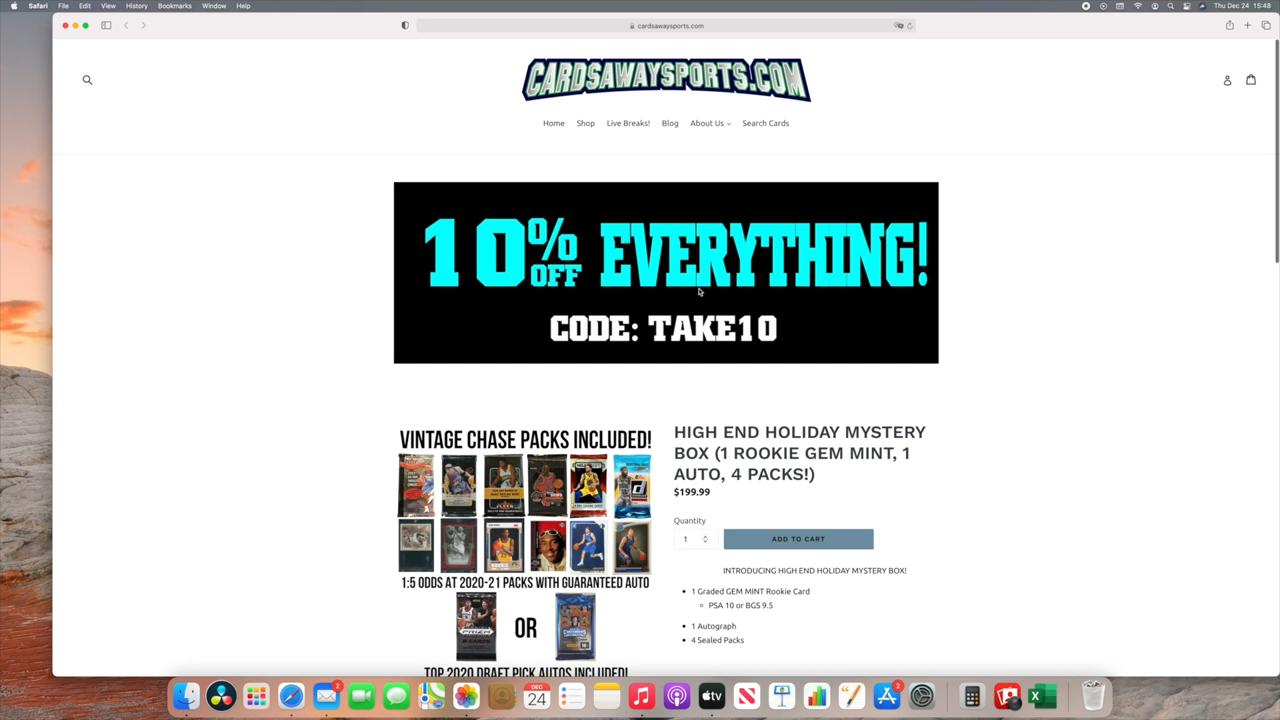 Safari File Edit View History Bookmarks Window Help Thu Dec 24 15:48
cardsawaysports.com
CARDSAWAYSPORTS.COM
Home Shop Live Breaks! Blog About Us Search Cards
10% OFF EVERYTHING!
CODE: TAKE10
VINTAGE CHASE PACKS INCLUDED!
1:5 ODDS AT 2020-21 PACKS WITH GUARANTEED AUTO
OR
TOP 2020 DRAFT PICK AUTOS INCLUDED!
HIGH END HOLIDAY MYSTERY
BOX (1 ROOKIE GEM MINT, 1
AUTO, 4 PACKS!)
$199.99
Quantity
1 ADD TO CART
INTRODUCING HIGH END HOLIDAY MYSTERY BOX!
1 Graded GEM MINT Rookie Card
PSA 10 or BGS 9.5
1 Autograph
4 Sealed Packs
2 DEC 24 tv 2